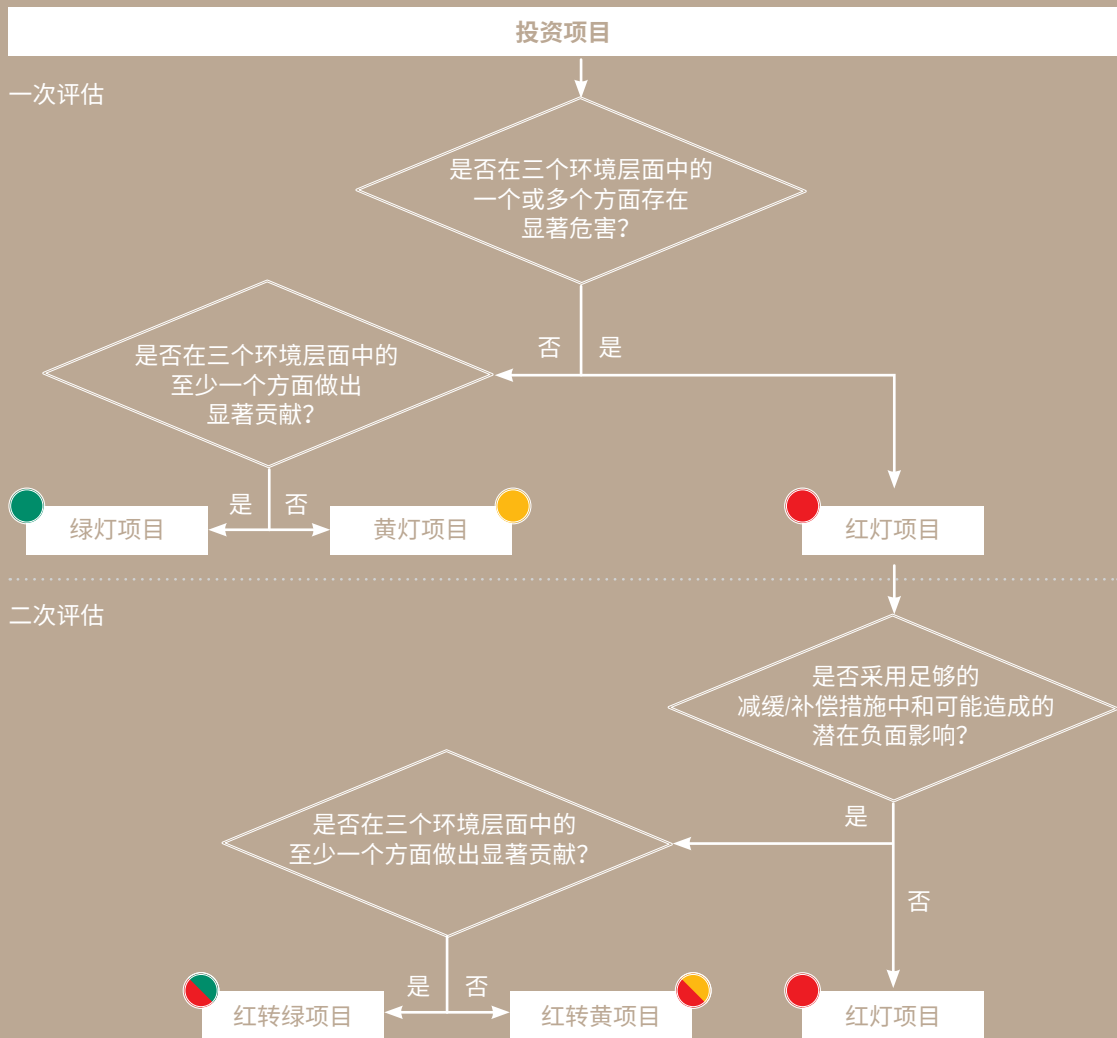 投资项目
一次评估
是否在三个环境层面中的
一个或多个方面存在
显著危害？
否
是
是否在三个环境层面中的
至少一个方面做出
显著贡献？
是
否
绿灯项目
黄灯项目
红灯项目
二次评估
是否采用足够的
减缓/补偿措施中和可能造成的
潜在负面影响？
是
是否在三个环境层面中的
至少一个方面做出显著贡献？
否
是
否
红转绿项目
红转黄项目
红灯项目